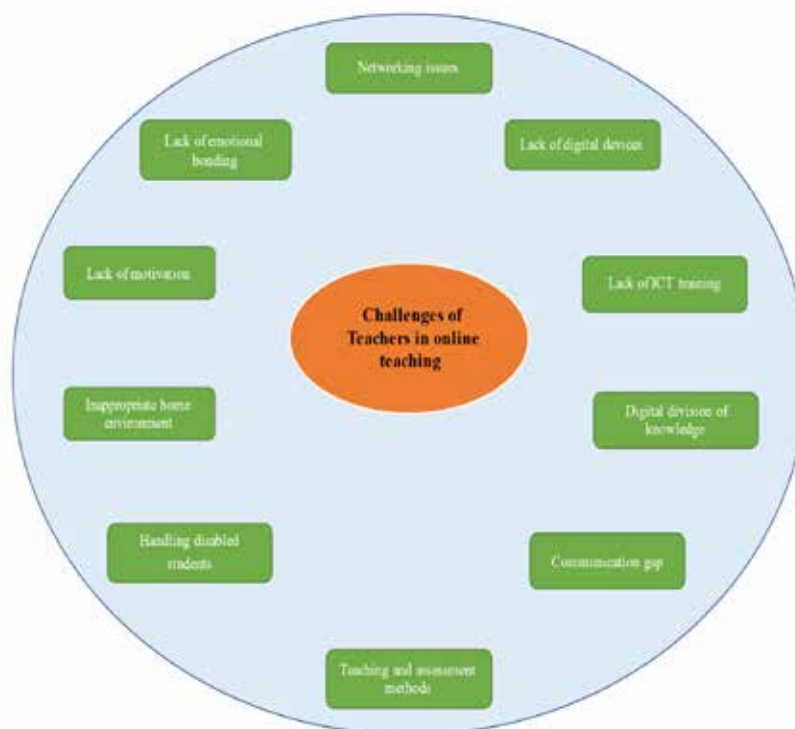 Networking issues
Lack of emotional
bonding
Lack of digital devices
Lack of motivation
Lack of ICT training
Challenges of
Teachers in online
teaching
Inappropriate home
environment
Digital division of
knowledge
Handling disabled
students
Communication gap
Teaching and assessment
methods